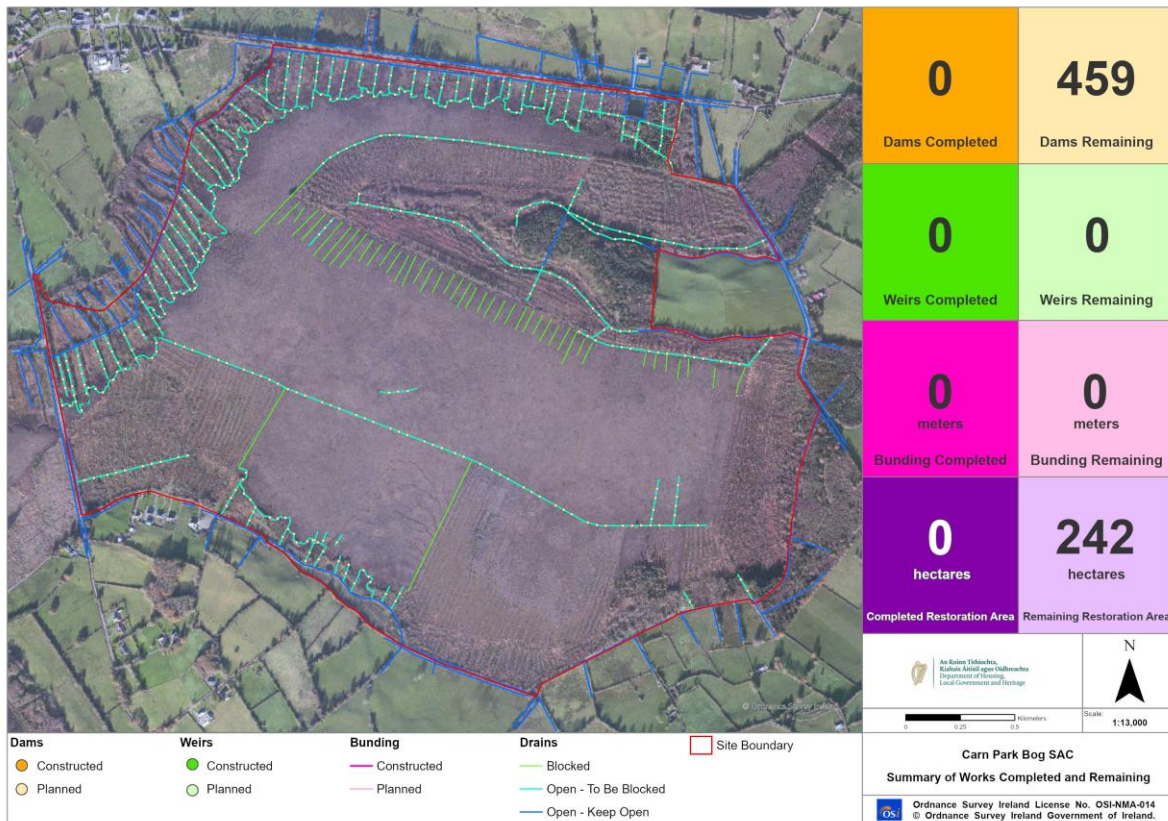 0
Dams Completed
459
Dams Remaining
0
Weirs Completed
0
Weirs Remaining
0
meters
Bunding Completed
0
meters
Bunding Remaining
0
hectares
Completed Restoration Area
242
hectares
Remaining Restoration Area
An Roinn Tithíochta,
Rialtais Áitiúil agus Oidhreachta
Department of Housing,
Local Government and Heritage
N
0 0.25 0.5 Kilometers
Scale: 1:13,000
Carn Park Bog SAC
Summary of Works Completed and Remaining
OSi
Ordnance Survey Ireland License No. OSI-NMA-014
© Ordnance Survey Ireland Government of Ireland.
© Ordnance Survey Ireland
Dams
Constructed
Planned
Weirs
Constructed
Planned
Bunding
Constructed
Planned
Drains
Blocked
Open - To Be Blocked
Open - Keep Open
Site Boundary